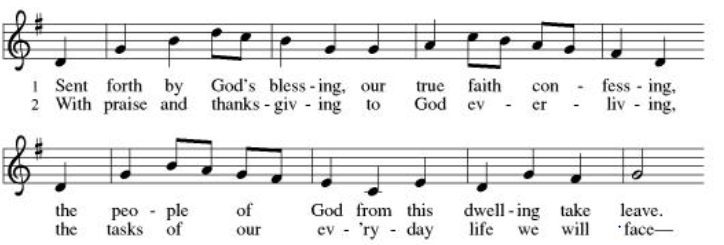 1 Sent forth by God's bless - ing, our true faith con - fess - ing,
2 With praise and thanks - giv - ing to God ev - er - liv - ing,
the peo - ple of God from this dwell - ing take leave.
the tasks of our ev - 'ry - day life we will face—